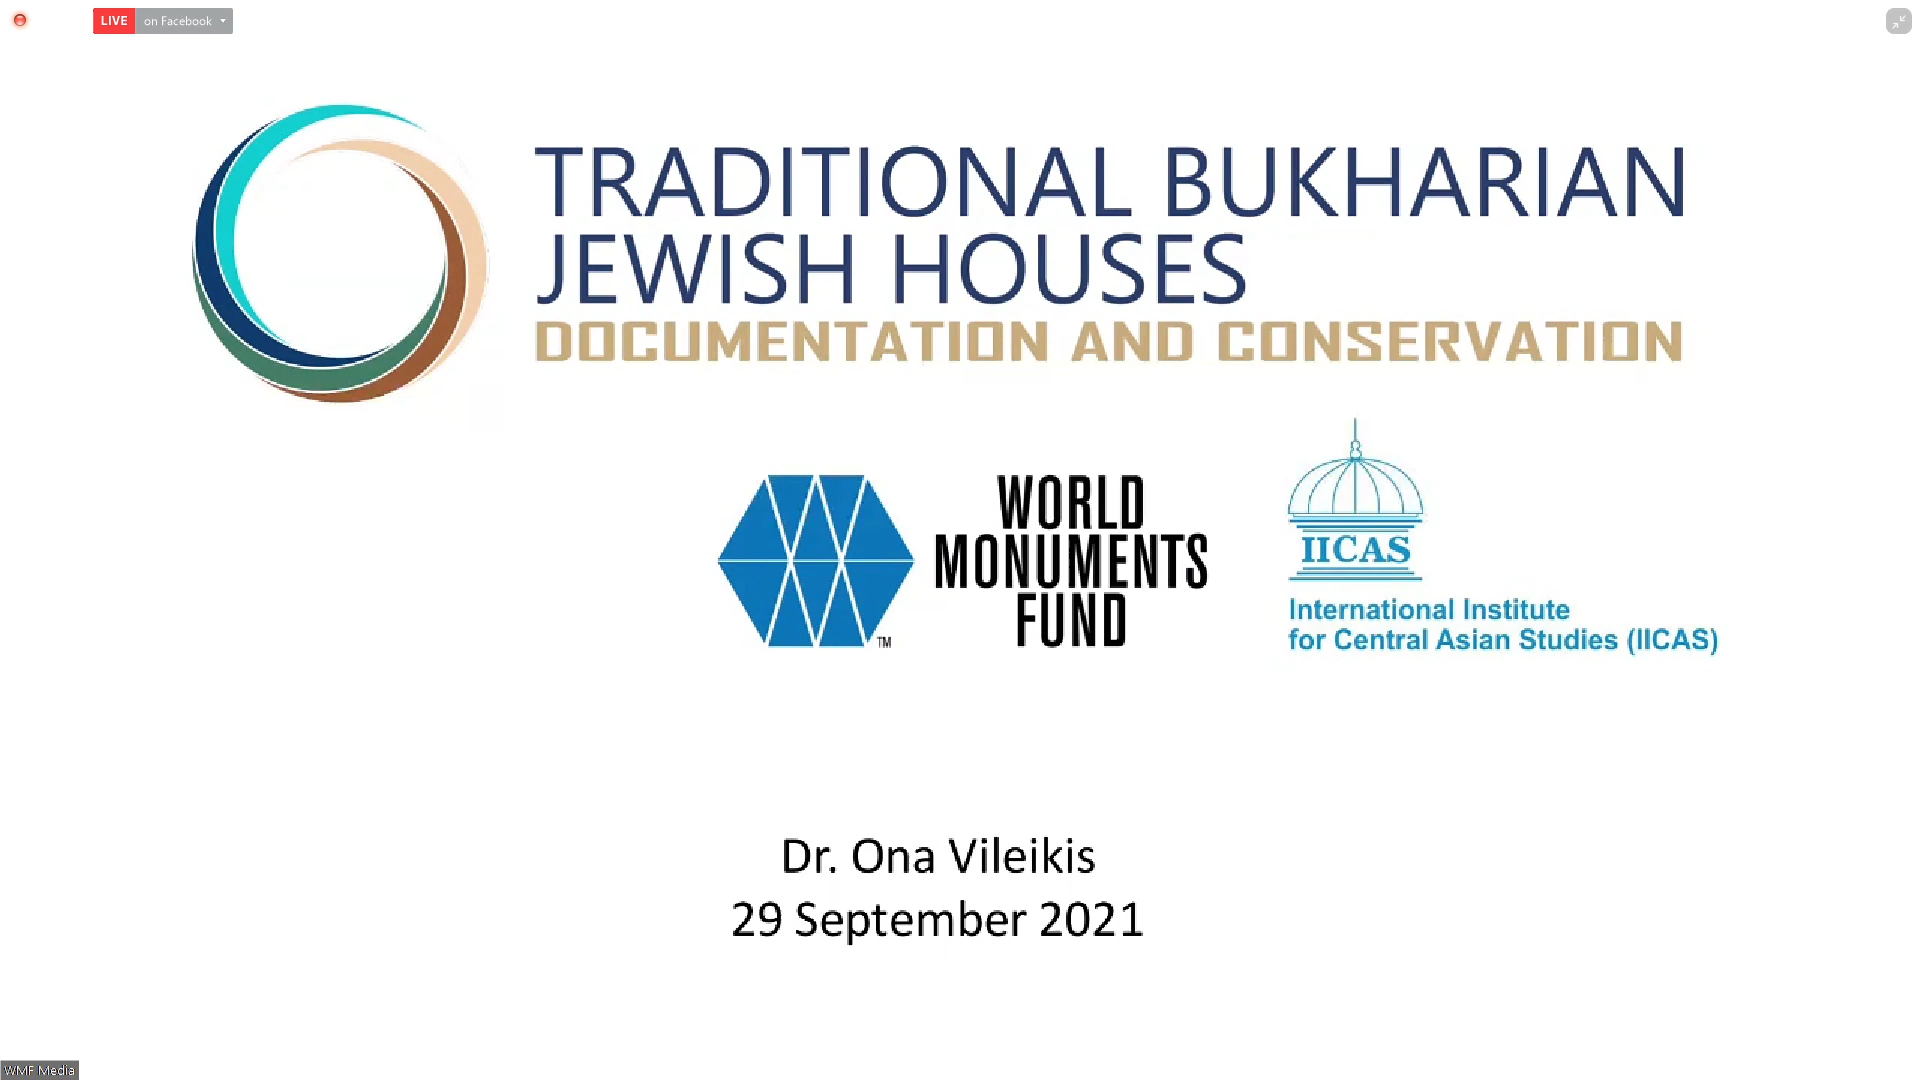 LIVE on Facebook
TRADITIONAL BUKHARIAN
JEWISH HOUSES
DOCUMENTATION AND CONSERVATION
WORLD
MONUMENTS
FUND
TM
IICAS
International Institute
for Central Asian Studies (IICAS)
Dr. Ona Vileikis
29 September 2021
WMF Media